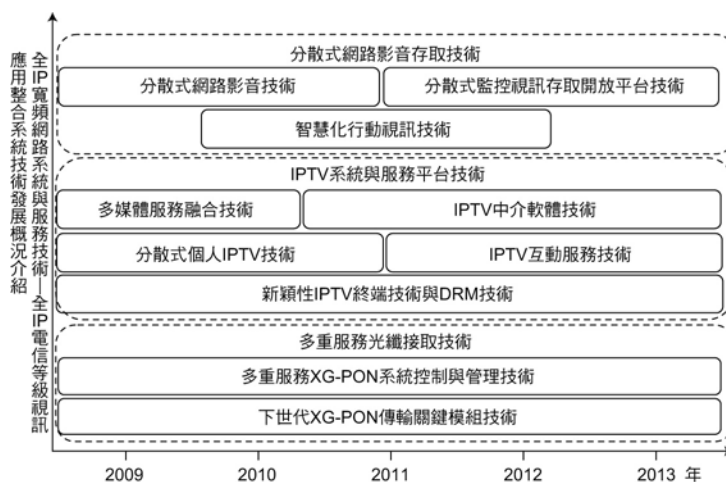 全IP寬頻網路系統與服務技術—全IP電信等級視訊
應用整合系統技術發展概況介紹
分散式網路影音存取技術
分散式網路影音技術
分散式監控視訊存取開放平台技術
智慧化行動視訊技術
IPTV系統與服務平台技術
多媒體服務融合技術
IPTV中介軟體技術
分散式個人IPTV技術
IPTV互動服務技術
新穎性IPTV終端技術與DRM技術
多重服務光纖接取技術
多重服務XG-PON系統控制與管理技術
下世代XG-PON傳輸關鍵模組技術
2009 2010 2011 2012 2013 年